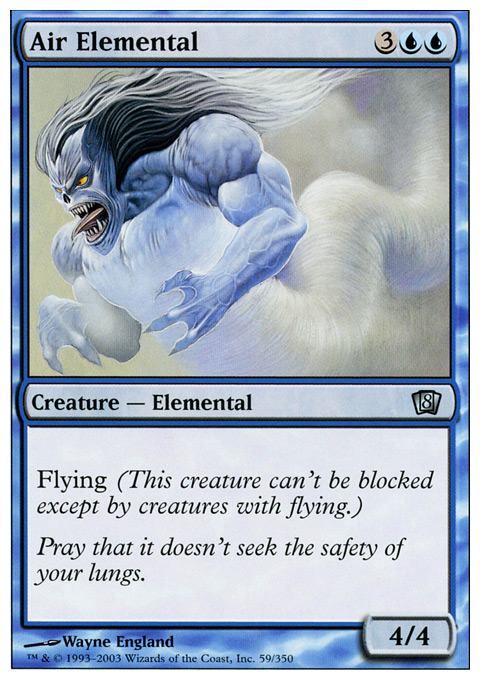 Air Elemental 3
Creature — Elemental 8
Flying (This creature can't be blocked
except by creatures with flying.)
Pray that it doesn't seek the safety of
your lungs.
4/4
Wayne England
™ & © 1993–2003 Wizards of the Coast, Inc. 59/350